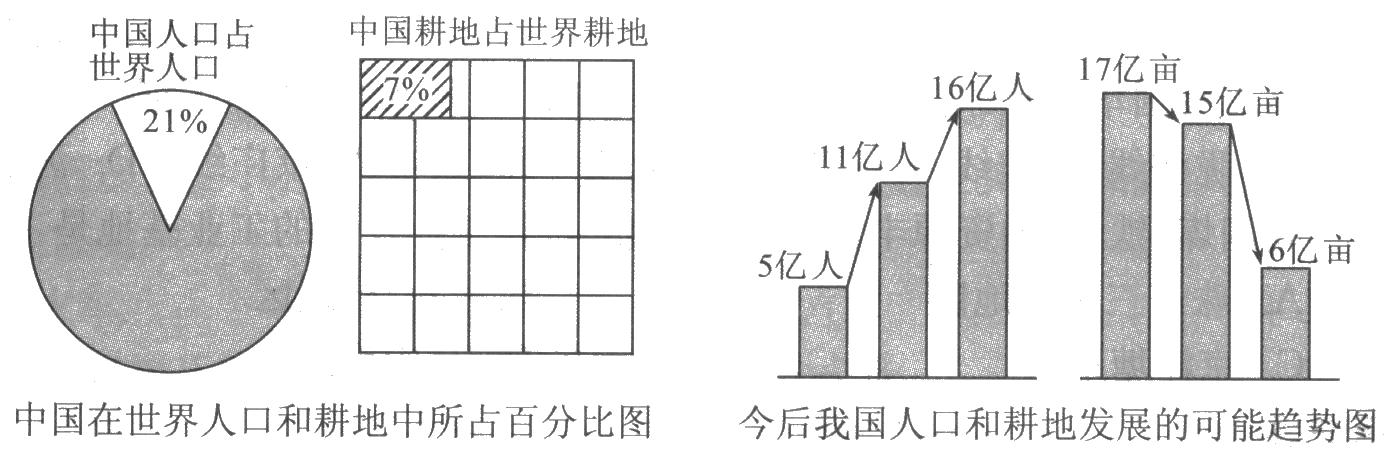 中国人口占
世界人口
21%
中国耕地占世界耕地
7%
中国在世界人口和耕地中所占百分比图
5亿人
11亿人
16亿人
17亿亩
15亿亩
6亿亩
今后我国人口和耕地发展的可能趋势图